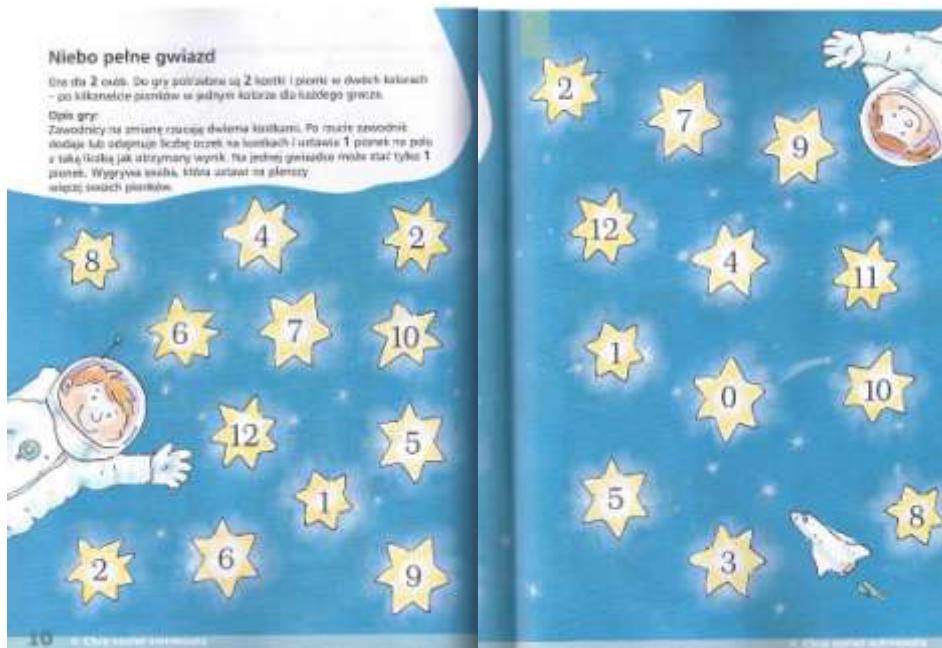 Niebo pełne gwiazd
Gra dla 2 osób. Do gry potrzebne są 2 kostki i pionki w dwóch kolorach
– po kilkanaście pionków w jednym kolorze dla każdego gracza.
Opis gry:
Zawodnicy na zmianę rzucają dwiema kostkami. Po rzucie zawodnik
dodaje lub odejmuje liczbę oczek na kostkach i ustawia 1 pionek na polu
z taką liczbą jak otrzymany wynik. Na jednej gwiazdce może stać tylko 1
pionek. Wygrywa osoba, która ustawi na planszy
więcej swoich pionków.
8
4
2
6
7
10
12
5
1
2
6
9
10
2
7
9
12
4
11
1
0
10
5
8
3